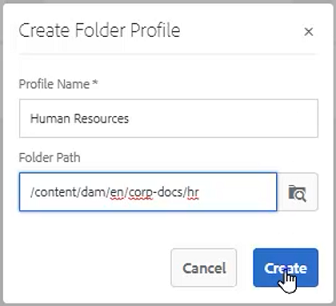 Create Folder Profile
×
Profile Name *
Human Resources
Folder Path
/content/dam/en/corp-docs/hr
Cancel
Create